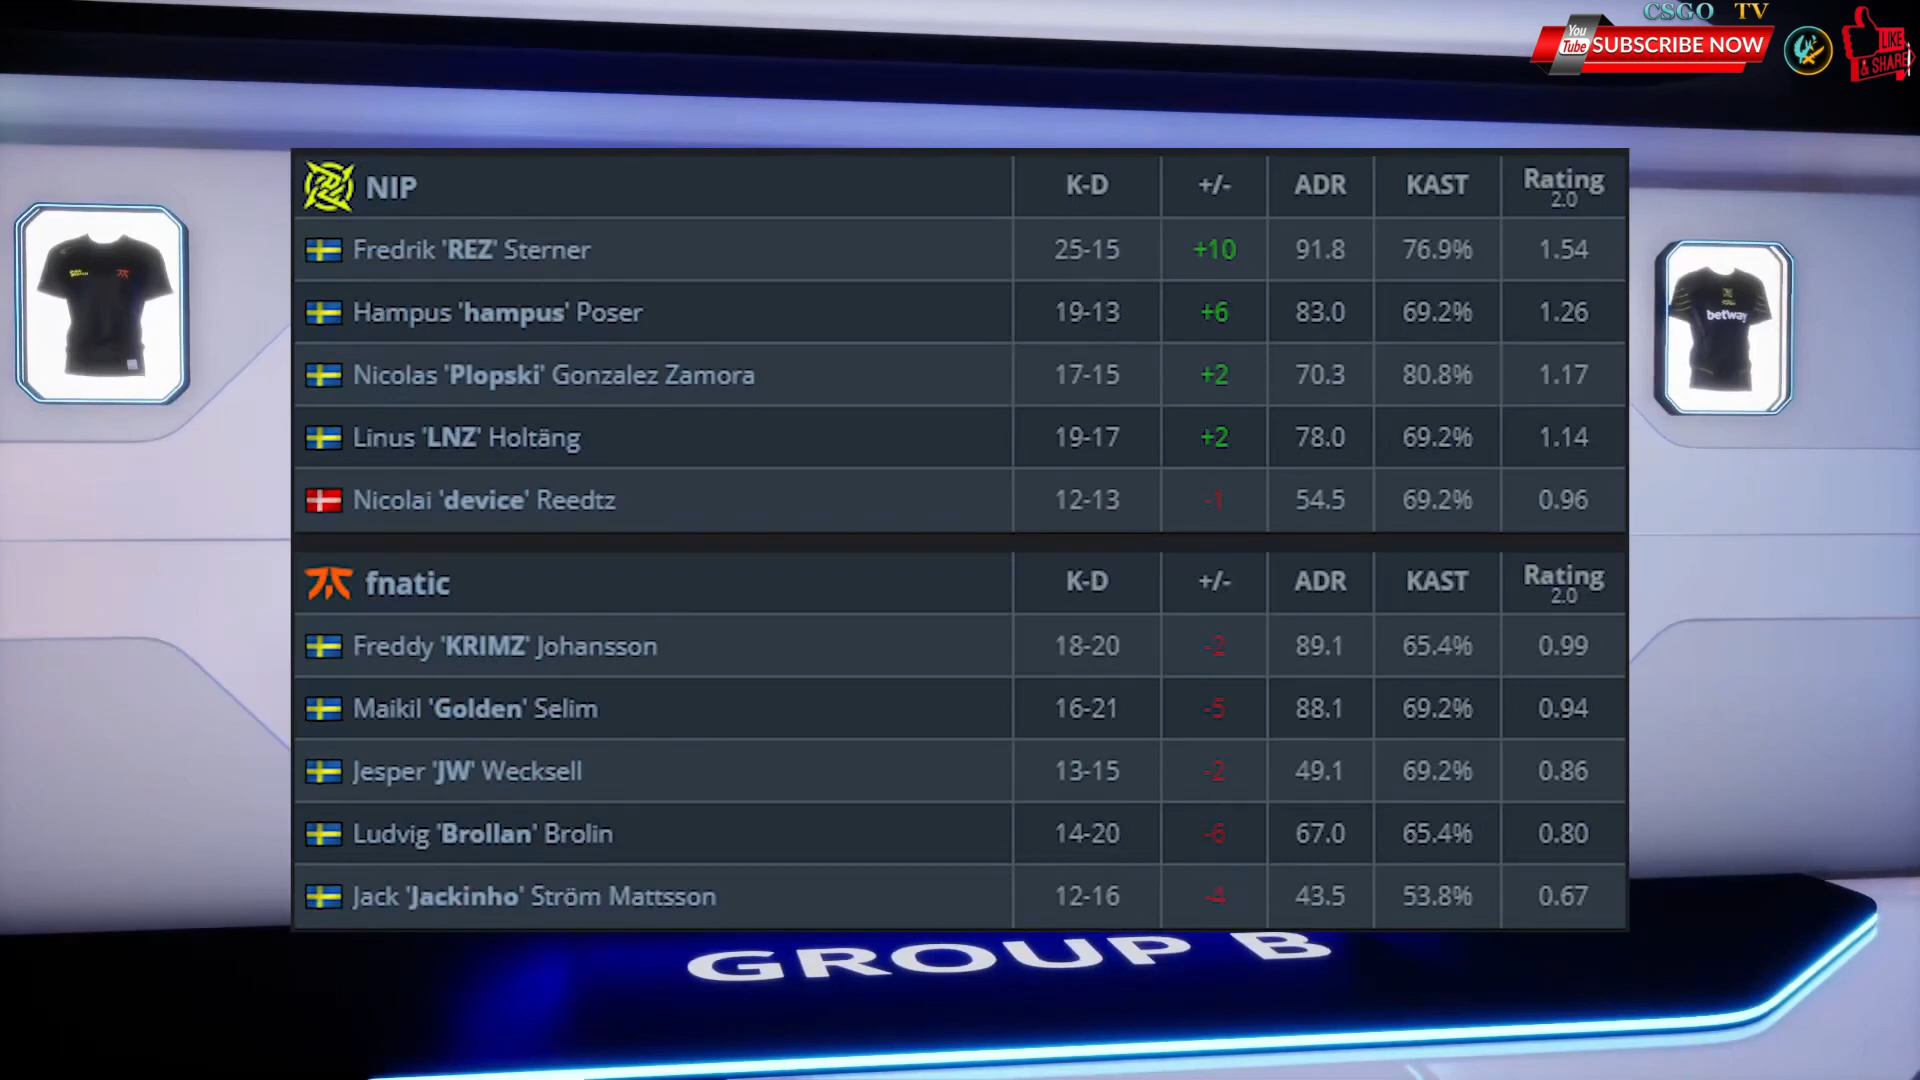 CSGO TV
You Tube SUBSCRIBE NOW
LIKE & SHARE
NIP K-D +/- ADR KAST Rating 2.0
Fredrik 'REZ' Sterner 25-15 +10 91.8 76.9% 1.54
Hampus 'hampus' Poser 19-13 +6 83.0 69.2% 1.26
Nicolas 'Plopski' Gonzalez Zamora 17-15 +2 70.3 80.8% 1.17
Linus 'LNZ' Holtäng 19-17 +2 78.0 69.2% 1.14
Nicolai 'device' Reedtz 12-13 -1 54.5 69.2% 0.96
betway
fnatic K-D +/- ADR KAST Rating 2.0
Freddy 'KRIMZ' Johansson 18-20 -2 89.1 65.4% 0.99
Maikil 'Golden' Selim 16-21 -5 88.1 69.2% 0.94
Jesper 'JW' Wecksell 13-15 -2 49.1 69.2% 0.86
Ludvig 'Brollan' Brolin 14-20 -6 67.0 65.4% 0.80
Jack 'Jackinho' Ström Mattsson 12-16 -4 43.5 53.8% 0.67
GROUP B